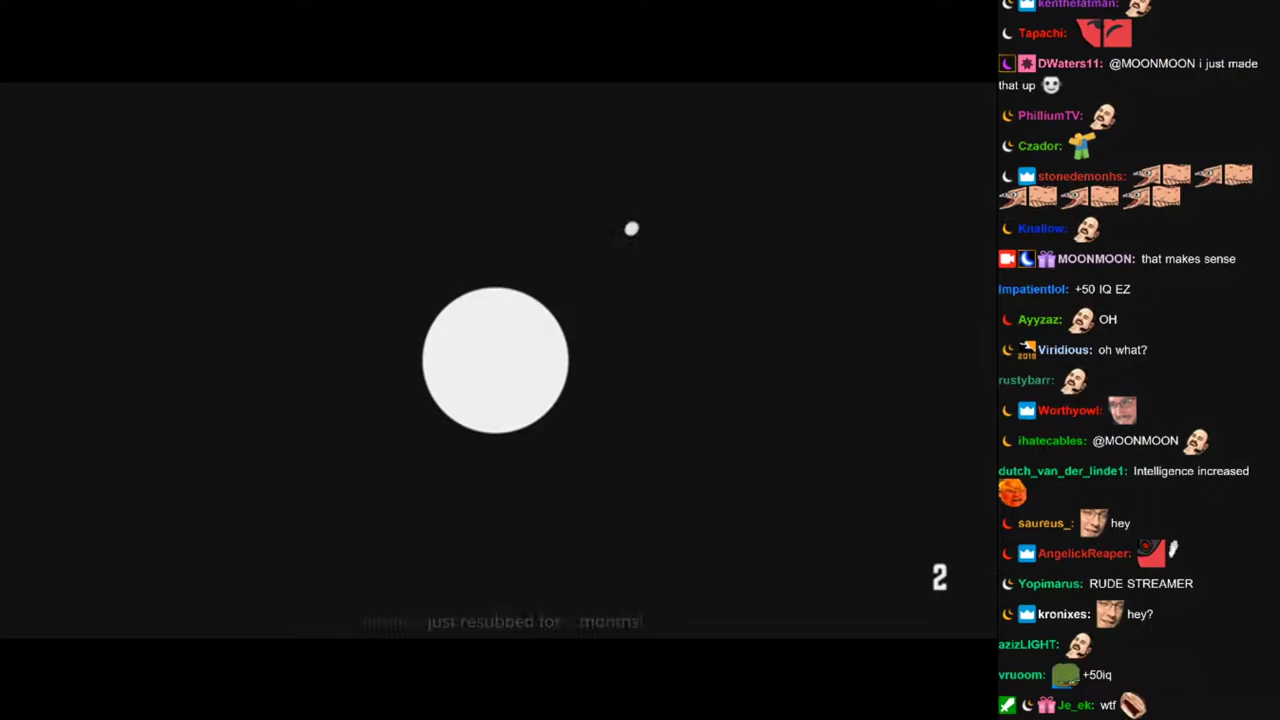 kenthefatman:
Tapachi:
DWaters11: @MOONMOON i just made
that up
PhilliumTV:
Czador:
stonedemonhs:
Knallow:
MOONMOON: that makes sense
Impatientlol: +50 IQ EZ
Ayyzaz: OH
2019 Viridious: oh what?
rustybarr:
Worthyowl:
ihatecables: @MOONMOON
dutch_van_der_linde1: Intelligence increased
saureus_: hey
AngelickReaper:
2
Yopimarus: RUDE STREAMER
kronixes: hey?
just resubbed for months!
azizLIGHT:
vruoom: +50iq
Je_ek: wtf